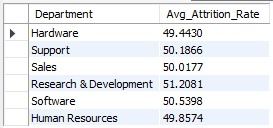 Department Avg_Attrition_Rate
Hardware 49.4430
Support 50.1866
Sales 50.0177
Research & Development 51.2081
Software 50.5398
Human Resources 49.8574